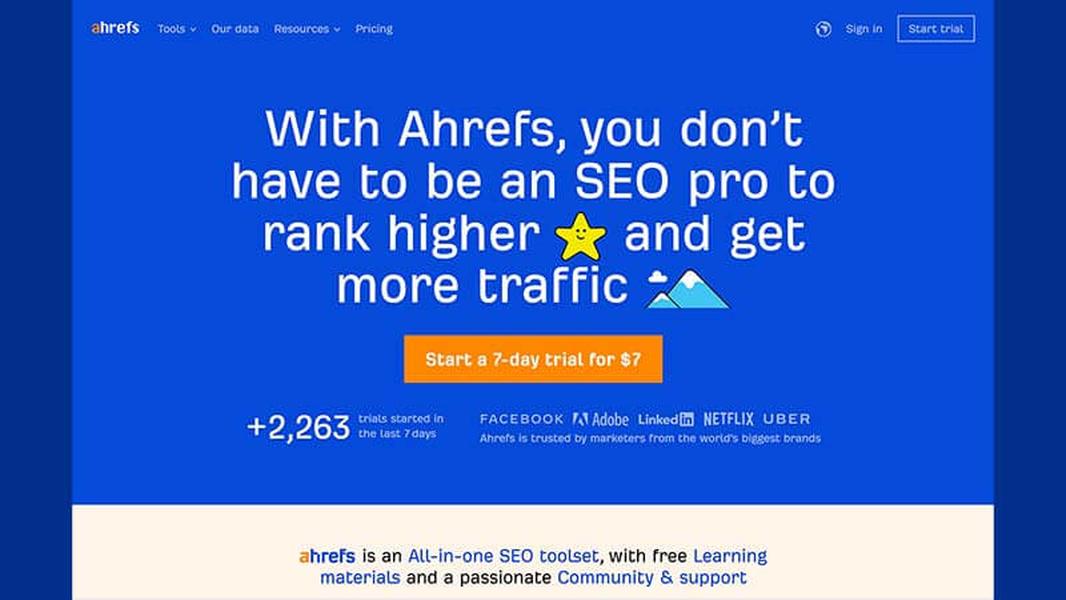 ahrefs Tools Our data Resources Pricing Sign in Start trial
With Ahrefs, you don't
have to be an SEO pro to
rank higher and get
more traffic
Start a 7-day trial for $7
+2,263 trials started in
the last 7 days
FACEBOOK Adobe Linked in NETFLIX UBER
Ahrefs is trusted by marketers from the world's biggest brands
ahrefs is an All-in-one SEO toolset, with free Learning
materials and a passionate Community & support